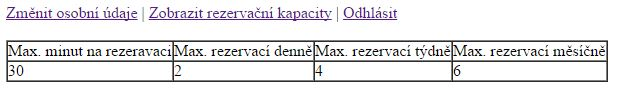 Změnit osobní údaje | Zobrazit rezervační kapacity | Odhlásit
Max. minut na rezeravaci Max. rezervací denně Max. rezervací týdně Max. rezervací měsíčně
30 2 4 6